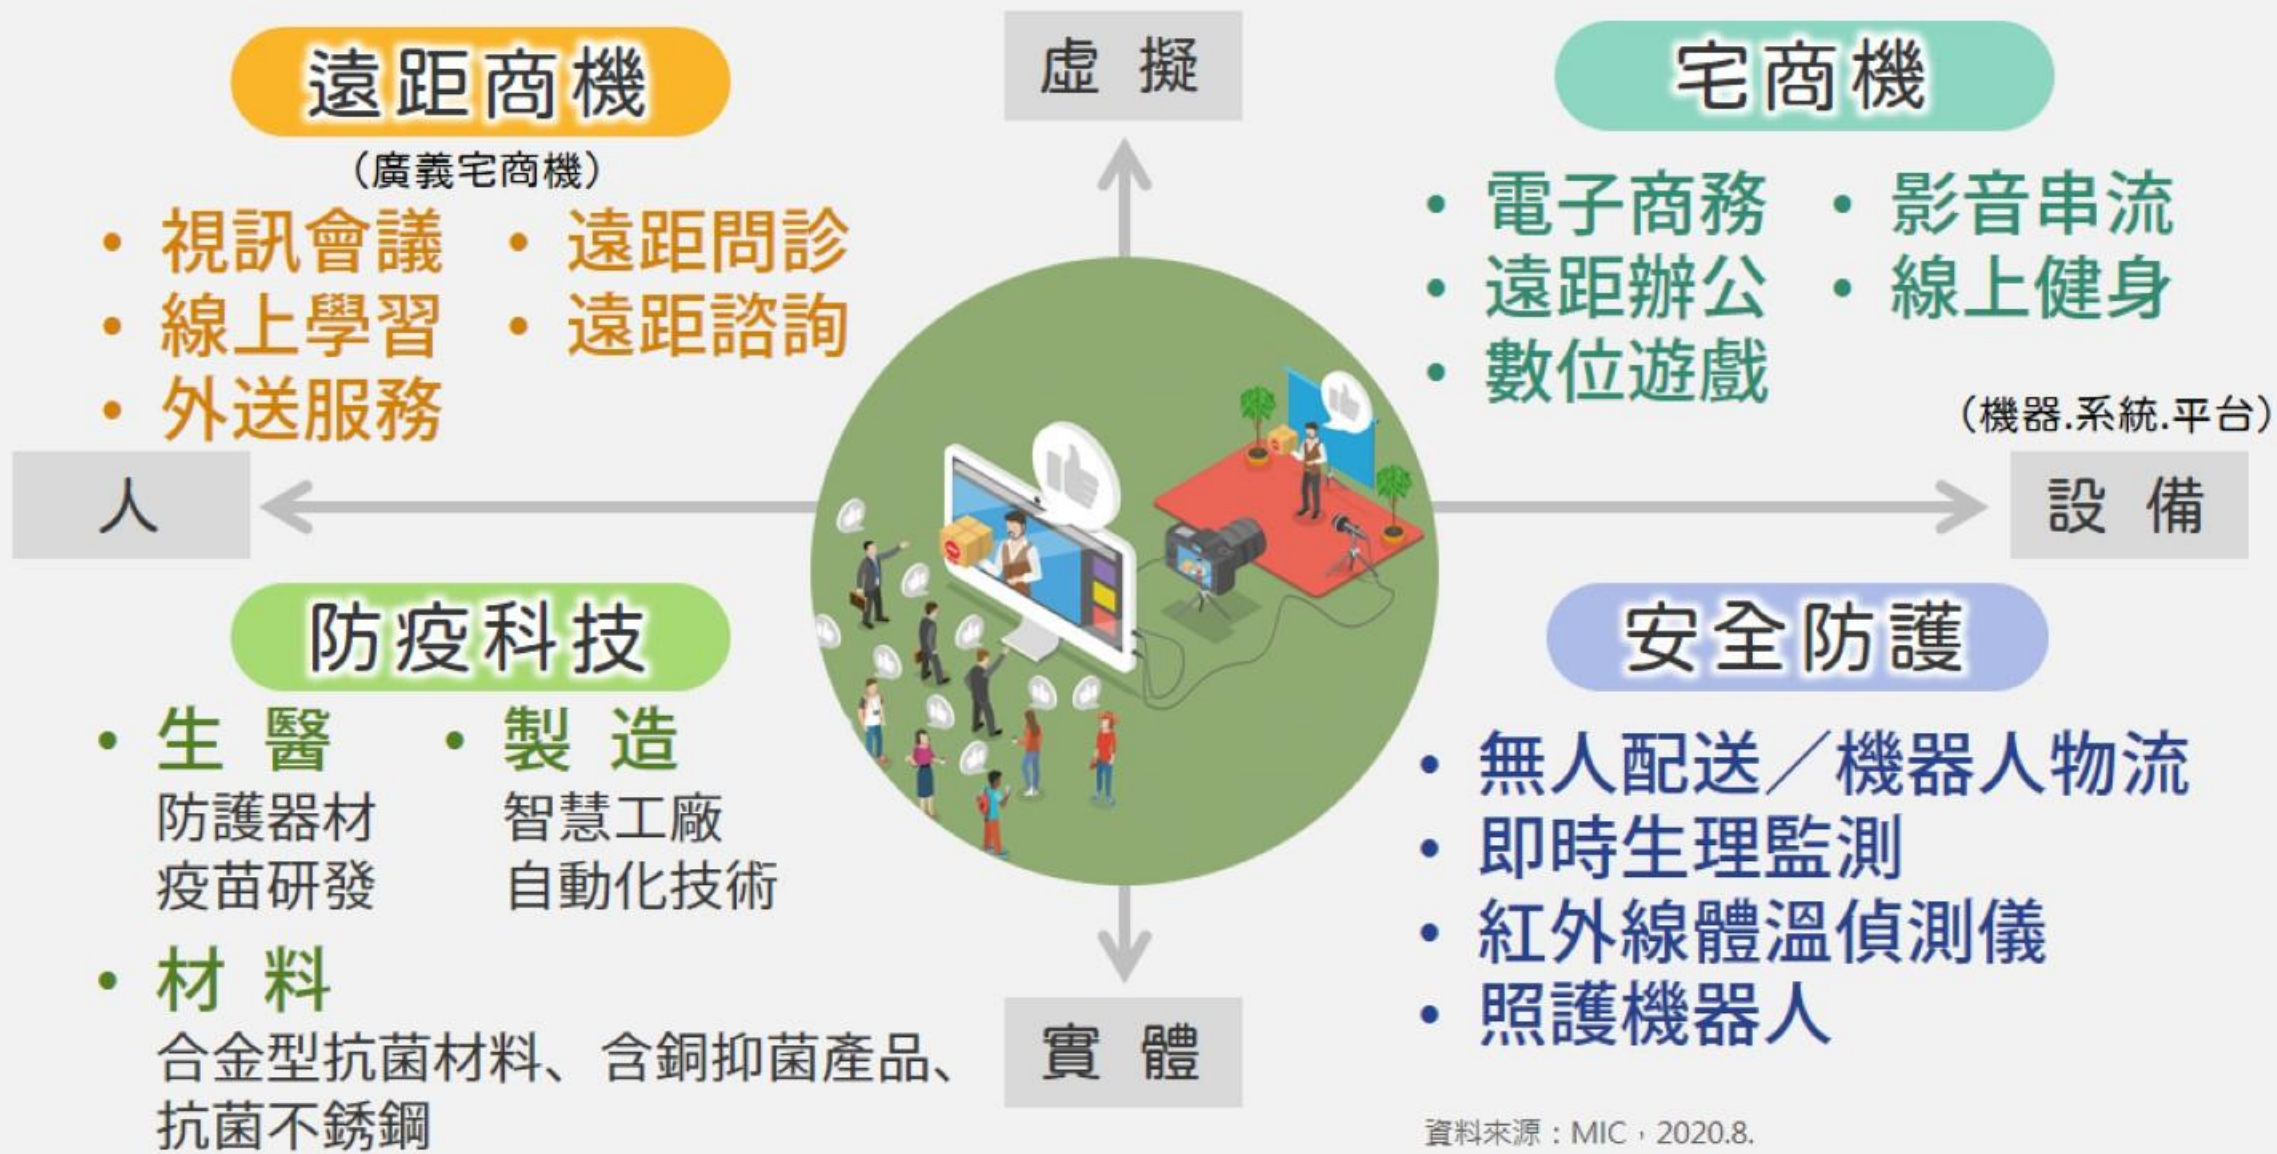 虛 擬
遠距商機
（廣義宅商機）
• 視訊會議 • 遠距問診
• 線上學習 • 遠距諮詢
• 外送服務
宅商機
• 電子商務 • 影音串流
• 遠距辦公 • 線上健身
• 數位遊戲
（機器.系統.平台）
人
設 備
防疫科技
• 生 醫 • 製 造
防護器材 智慧工廠
疫苗研發 自動化技術
• 材 料
合金型抗菌材料、含銅抑菌產品、
抗菌不銹鋼
安全防護
• 無人配送／機器人物流
• 即時生理監測
• 紅外線體溫偵測儀
• 照護機器人
實 體
資料來源：MIC，2020.8.